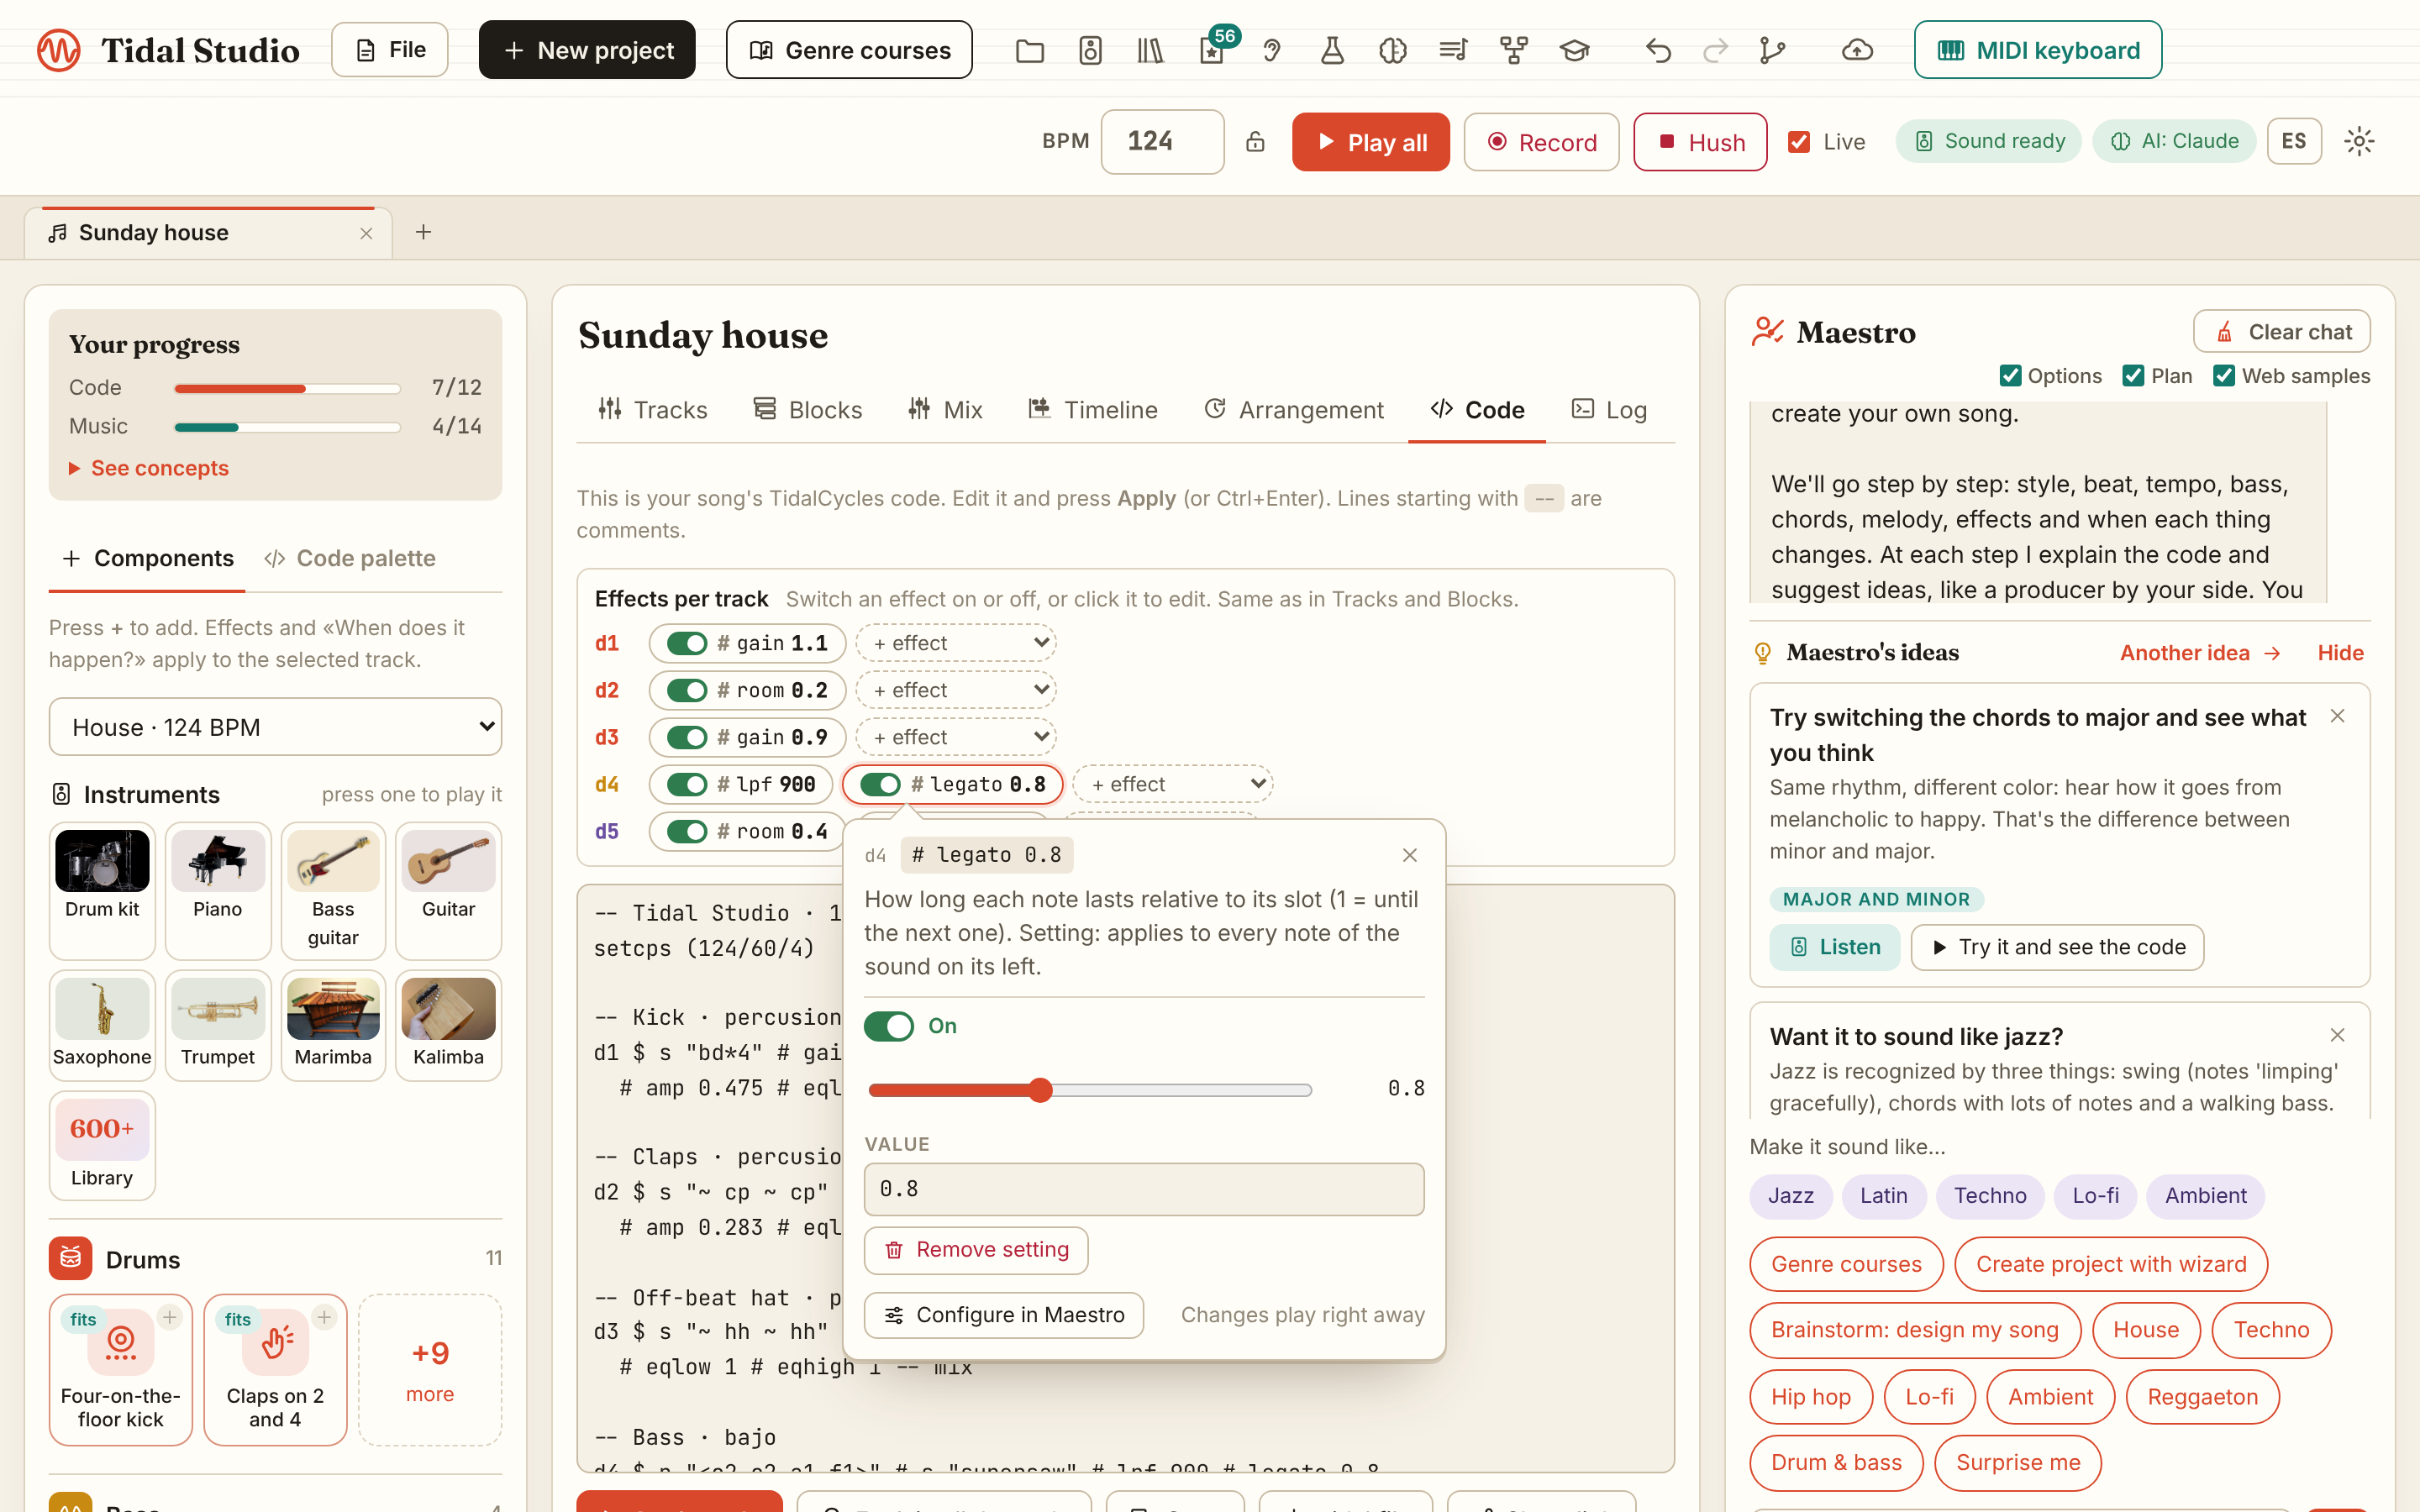 Tidal Studio
File
New project
Genre courses
56
MIDI keyboard
BPM
124
Play all
Record
Hush
Live
Sound ready
AI: Claude
ES
Sunday house
Your progress
Code
7/12
Music
4/14
See concepts
Components
Code palette
Press + to add. Effects and «When does it
happen?» apply to the selected track.
House · 124 BPM
Instruments
press one to play it
Drum kit
Piano
Bass
guitar
Guitar
Saxophone
Trumpet
Marimba
Kalimba
600+
Library
Drums
11
fits
Four-on-the-
floor kick
fits
Claps on 2
and 4
+9
more
Sunday house
Tracks
Blocks
Mix
Timeline
Arrangement
Code
Log
This is your song's TidalCycles code. Edit it and press Apply (or Ctrl+Enter). Lines starting with -- are
comments.
Effects per track Switch an effect on or off, or click it to edit. Same as in Tracks and Blocks.
d1 # gain 1.1 + effect
d2 # room 0.2 + effect
d3 # gain 0.9 + effect
d4 # lpf 900 # legato 0.8 + effect
d5 # room 0.4
d4 # legato 0.8
How long each note lasts relative to its slot (1 = until
the next one). Setting: applies to every note of the
sound on its left.
On
0.8
VALUE
0.8
Remove setting
Configure in Maestro
Changes play right away
-- Tidal Studio · 1
setcps (124/60/4)
-- Kick · percusion
d1 $ s "bd*4" # gai
# amp 0.475 # eql
-- Claps · percusio
d2 $ s "~ cp ~ cp"
# amp 0.283 # eql
-- Off-beat hat · p
d3 $ s "~ hh ~ hh"
# eqlow 1 # eqhigh 1 -- mix
-- Bass · bajo
Maestro
Clear chat
Options
Plan
Web samples
create your own song.
We'll go step by step: style, beat, tempo, bass,
chords, melody, effects and when each thing
changes. At each step I explain the code and
suggest ideas, like a producer by your side. You
Maestro's ideas
Another idea →
Hide
Try switching the chords to major and see what
you think
Same rhythm, different color: hear how it goes from
melancholic to happy. That's the difference between
minor and major.
MAJOR AND MINOR
Listen
Try it and see the code
Want it to sound like jazz?
Jazz is recognized by three things: swing (notes 'limping'
gracefully), chords with lots of notes and a walking bass.
Make it sound like...
Jazz
Latin
Techno
Lo-fi
Ambient
Genre courses
Create project with wizard
Brainstorm: design my song
House
Techno
Hip hop
Lo-fi
Ambient
Reggaeton
Drum & bass
Surprise me